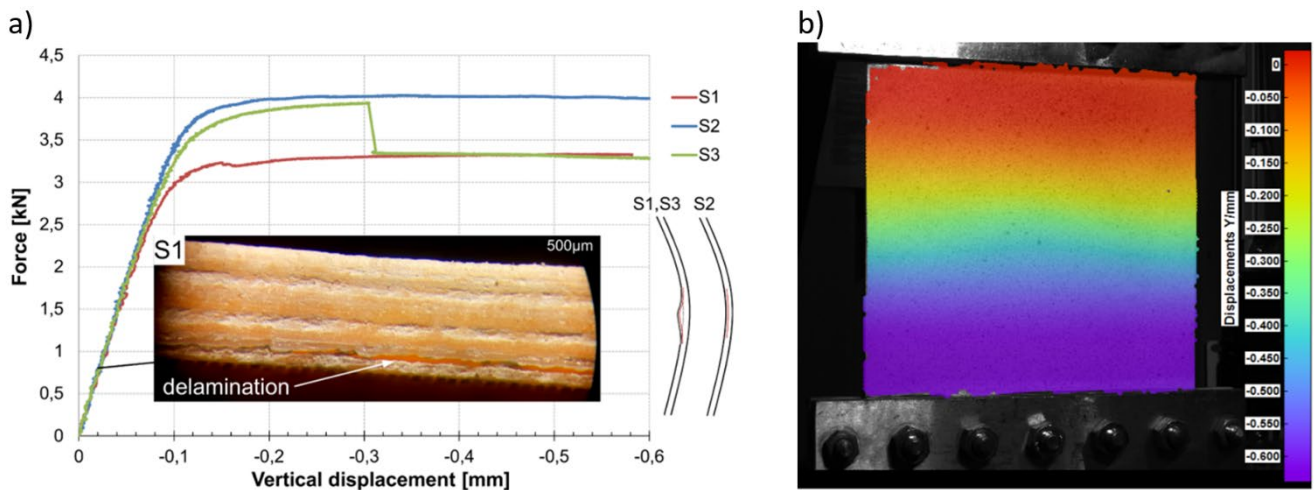 a)
4,5
4
3,5
3
2,5
2
1,5
1
0,5
0
Force [kN]
0
-0,1
-0,2
-0,3
-0,4
-0,5
-0,6
Vertical displacement [mm]
S1
S2
S3
S1
500µm
delamination
S1,S3
S2
b)
0
-0.050
-0.100
-0.150
-0.200
-0.250
-0.300
-0.350
-0.400
-0.450
-0.500
-0.550
-0.600
Displacements Y/mm